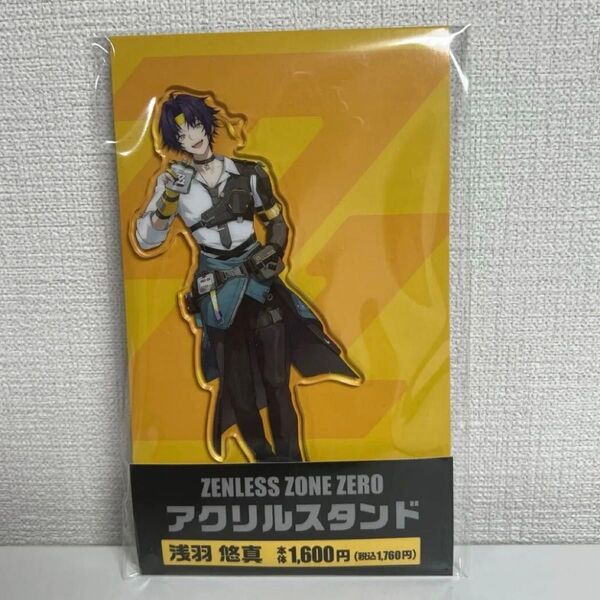 ZENLESS ZONE ZERO
アクリルスタンド
浅羽 悠真 本体1,600円(税込1,760円)